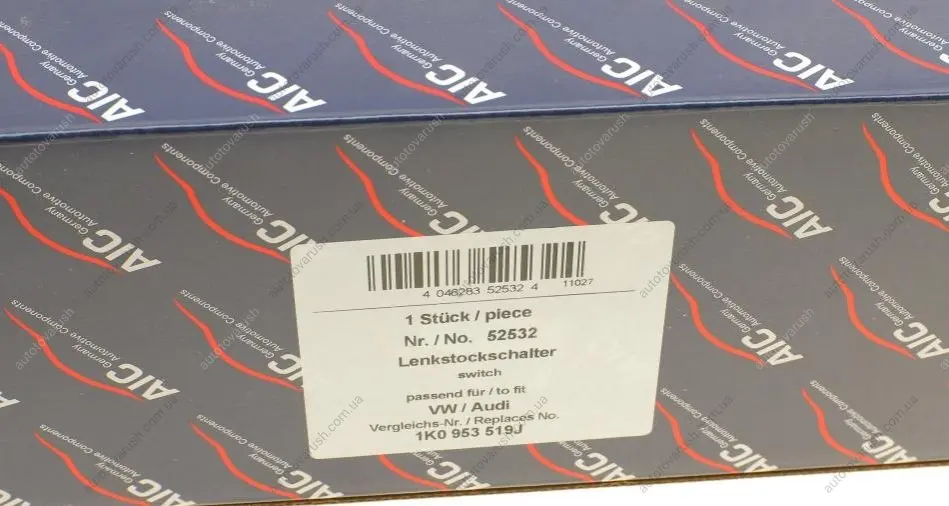 AIC
Germany
Automotive Components
4 046283 52532 4 11027
1 Stück / piece
Nr. / No. 52532
Lenkstockschalter
switch
passend für / to fit
VW / Audi
Vergleichs-Nr. / Replaces No.
1K0 953 519J
autotovarush.com.ua